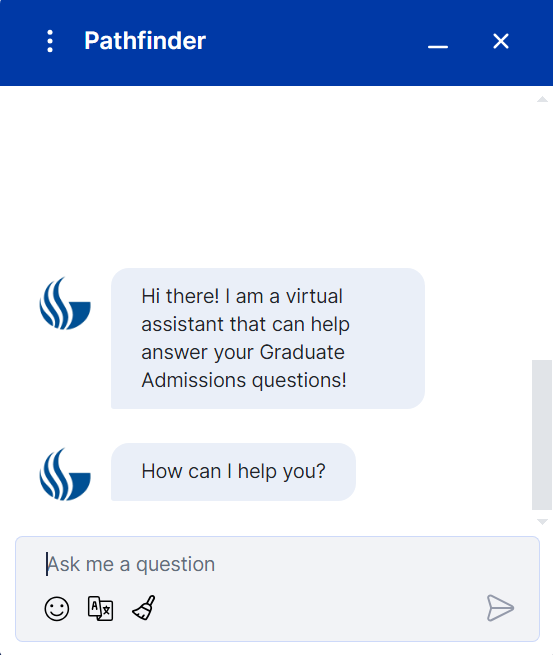 Pathfinder
Hi there! I am a virtual
assistant that can help
answer your Graduate
Admissions questions!
How can I help you?
Ask me a question
A